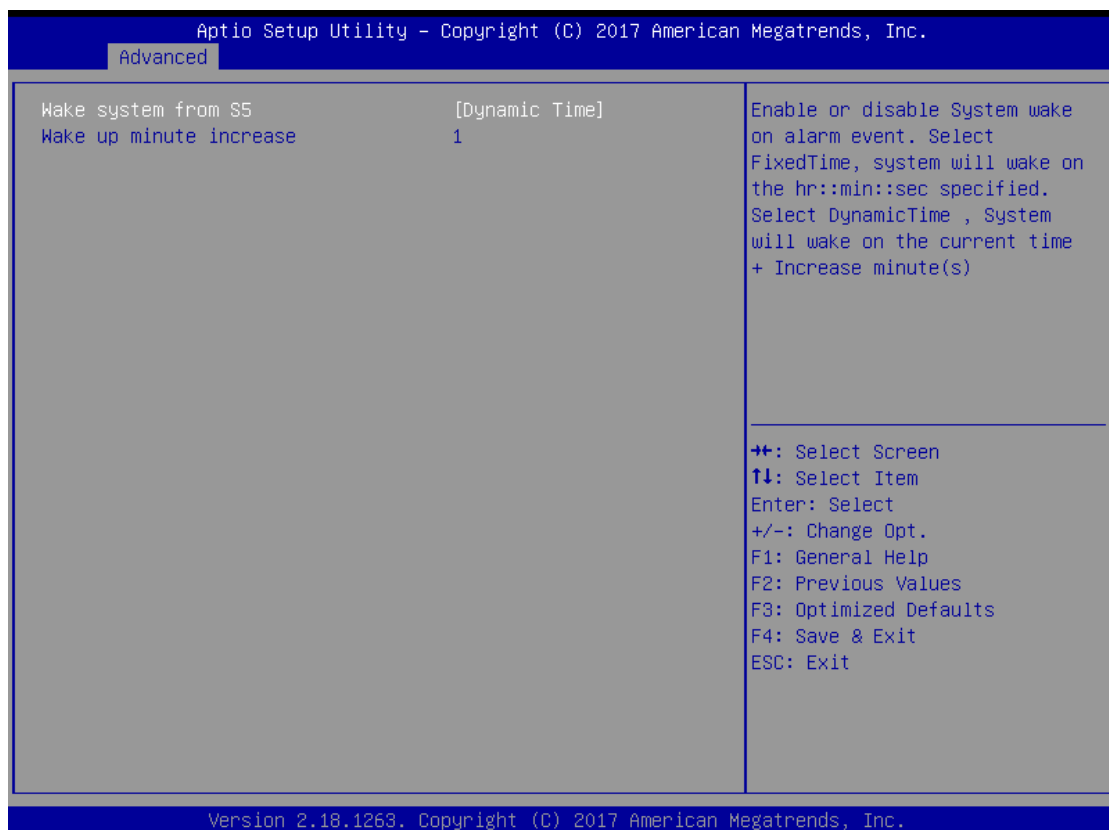 Aptio Setup Utility – Copyright (C) 2017 American Megatrends, Inc.
Advanced
Wake system from S5 [Dynamic Time]
Wake up minute increase 1
Enable or disable System wake
on alarm event. Select
FixedTime, system will wake on
the hr::min::sec specified.
Select DynamicTime , System
will wake on the current time
+ Increase minute(s)
→←: Select Screen
↑↓: Select Item
Enter: Select
+/-: Change Opt.
F1: General Help
F2: Previous Values
F3: Optimized Defaults
F4: Save & Exit
ESC: Exit
Version 2.18.1263. Copyright (C) 2017 American Megatrends, Inc.